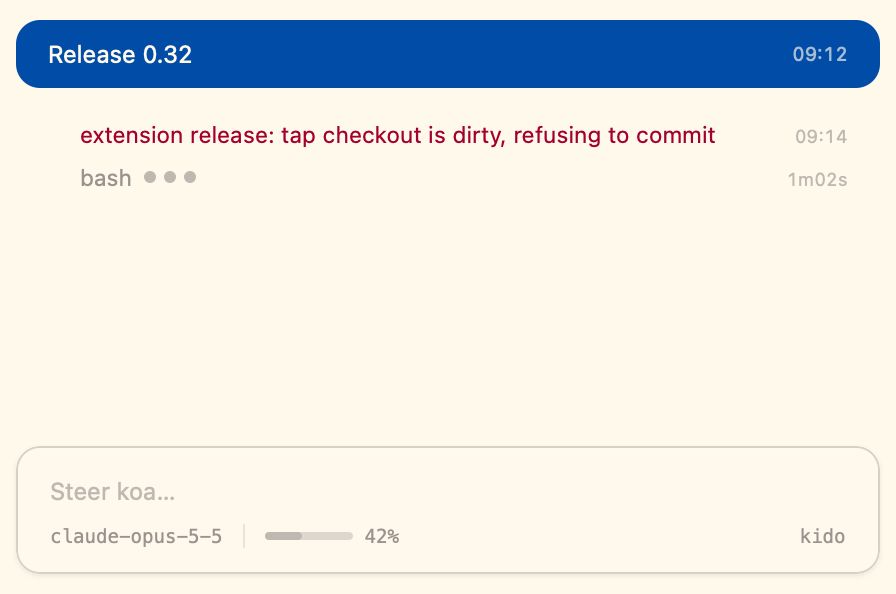 Release 0.32 09:12
extension release: tap checkout is dirty, refusing to commit 09:14
bash 1m02s
Steer koa...
claude-opus-5-5 42% kido